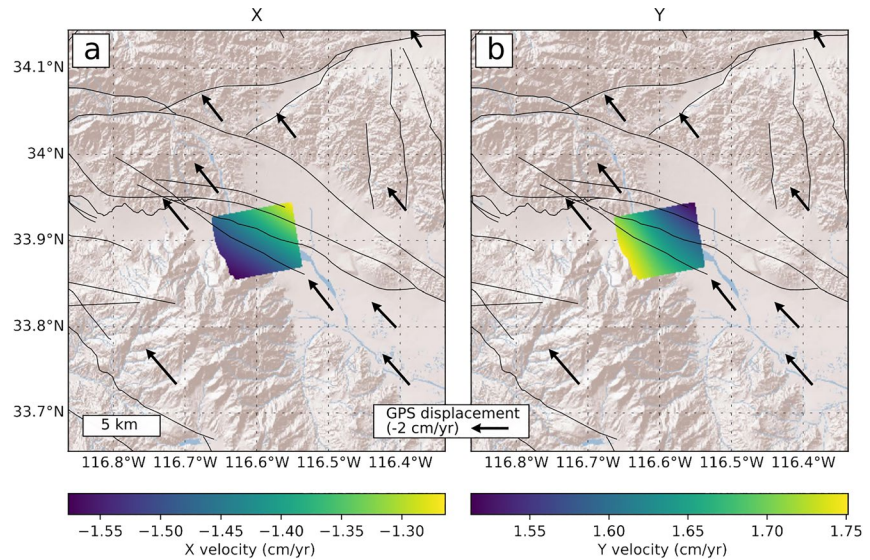 X
Y
a
b
34.1°N
34°N
33.9°N
33.8°N
33.7°N
5 km
GPS displacement
(-2 cm/yr)
116.8°W 116.7°W 116.6°W 116.5°W 116.4°W
116.8°W 116.7°W 116.6°W 116.5°W 116.4°W
−1.55 −1.50 −1.45 −1.40 −1.35 −1.30
X velocity (cm/yr)
1.55 1.60 1.65 1.70 1.75
Y velocity (cm/yr)